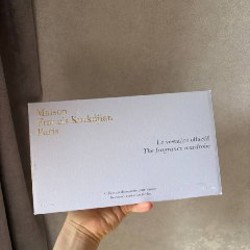 Maison
Francis Kurkdjian
Paris
Le vestiaire olfactif
The fragrance wardrobe